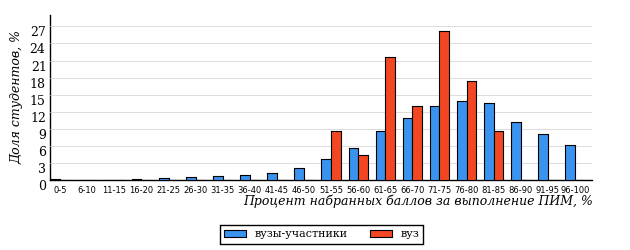 Доля студентов, %
27
24
21
18
15
12
9
6
3
0
0-5 6-10 11-15 16-20 21-25 26-30 31-35 36-40 41-45 46-50 51-55 56-60 61-65 66-70 71-75 76-80 81-85 86-90 91-95 96-100
Процент набранных баллов за выполнение ПИМ, %
вузы-участники вуз